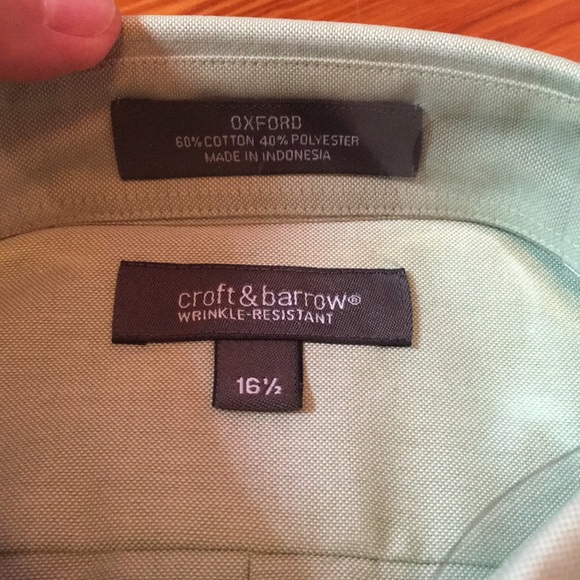 OXFORD
60% COTTON 40% POLYESTER
MADE IN INDONESIA
croft & barrow®
WRINKLE-RESISTANT
16½